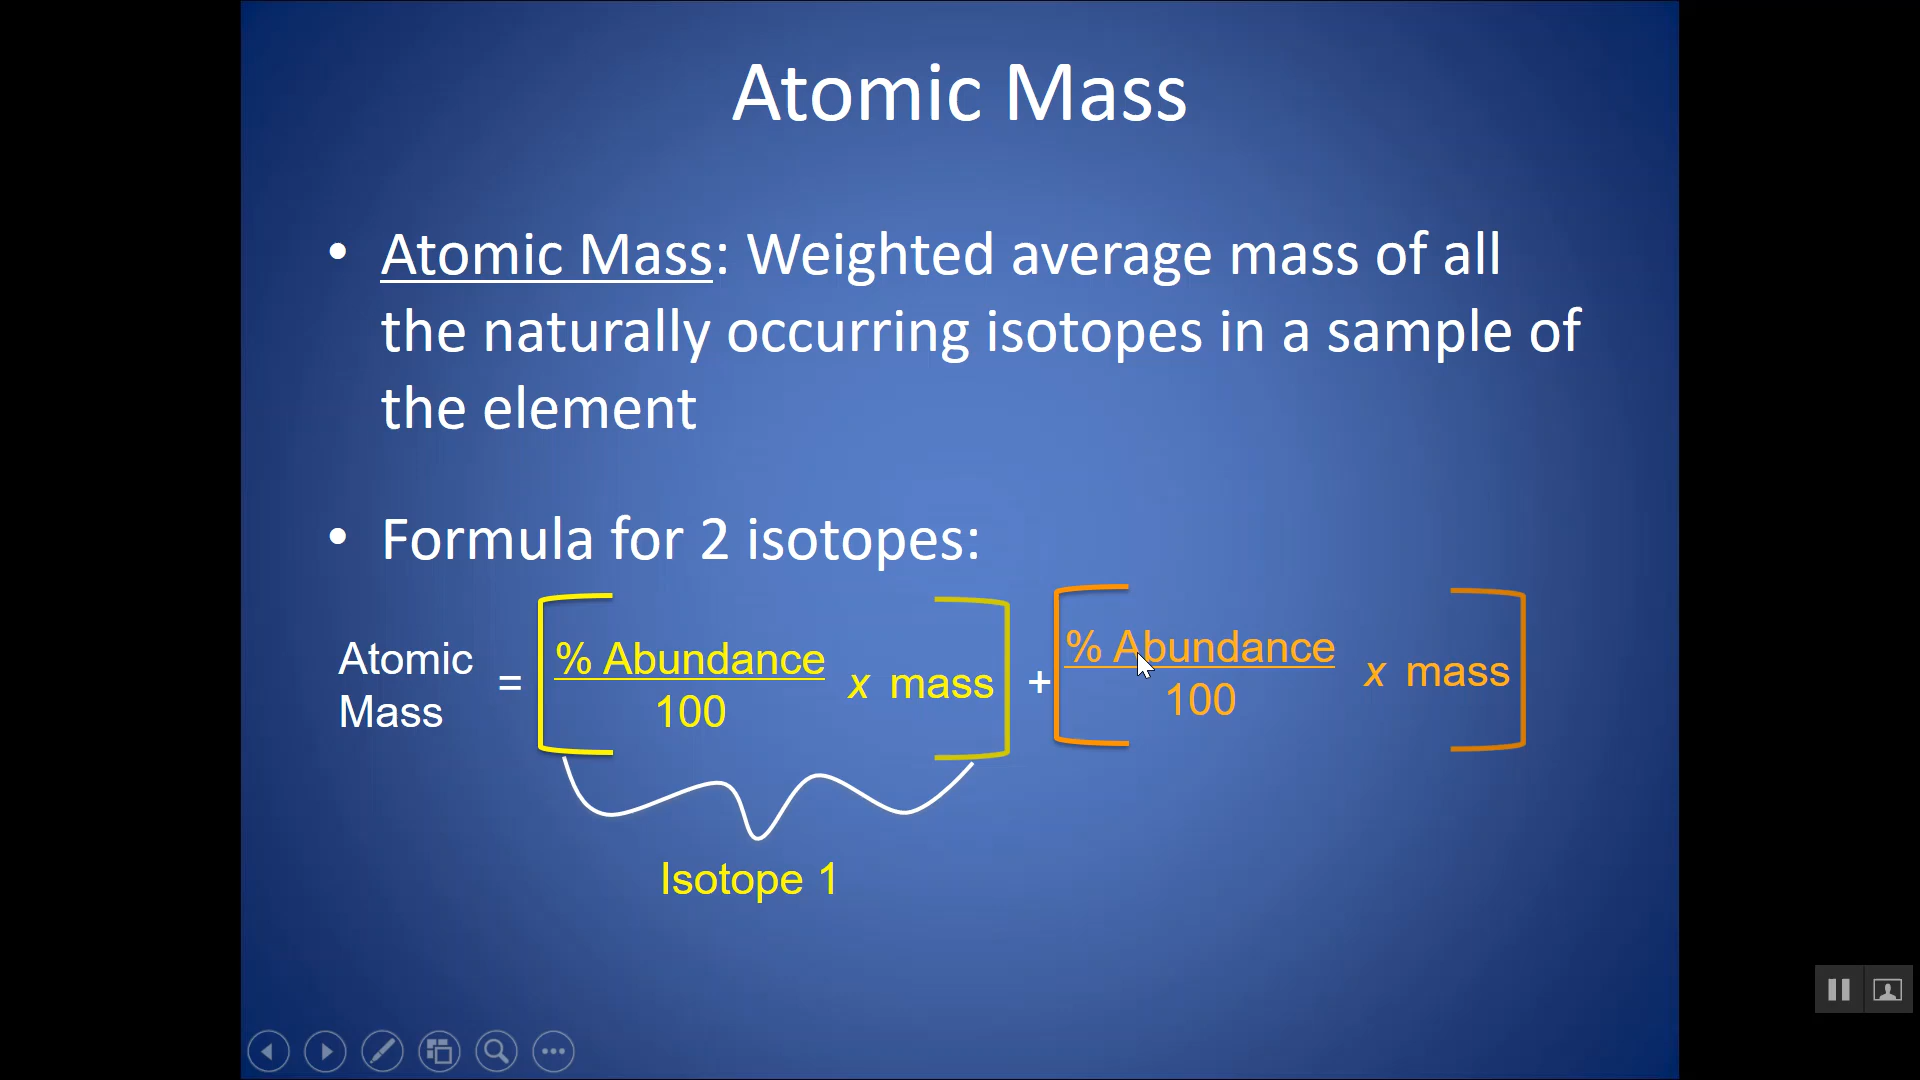 Atomic Mass
• Atomic Mass: Weighted average mass of all
the naturally occurring isotopes in a sample of
the element
• Formula for 2 isotopes:
Atomic Mass = [% Abundance / 100 x mass] + [% Abundance / 100 x mass]
Isotope 1